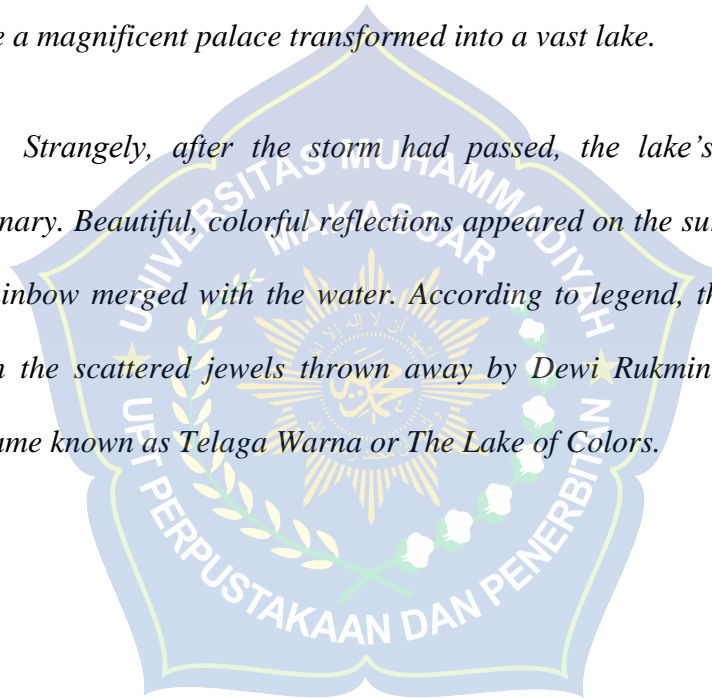 e a magnificent palace transformed into a vast lake.
Strangely, after the storm had passed, the lake’s
nary. Beautiful, colorful reflections appeared on the su
inbow merged with the water. According to legend, th
n the scattered jewels thrown away by Dewi Rukmin
ame known as Telaga Warna or The Lake of Colors.
UNIVERSITAS MUHAMMADIYAH
MAKASSAR
UPT PERPUSTAKAAN DAN PENERBITAN